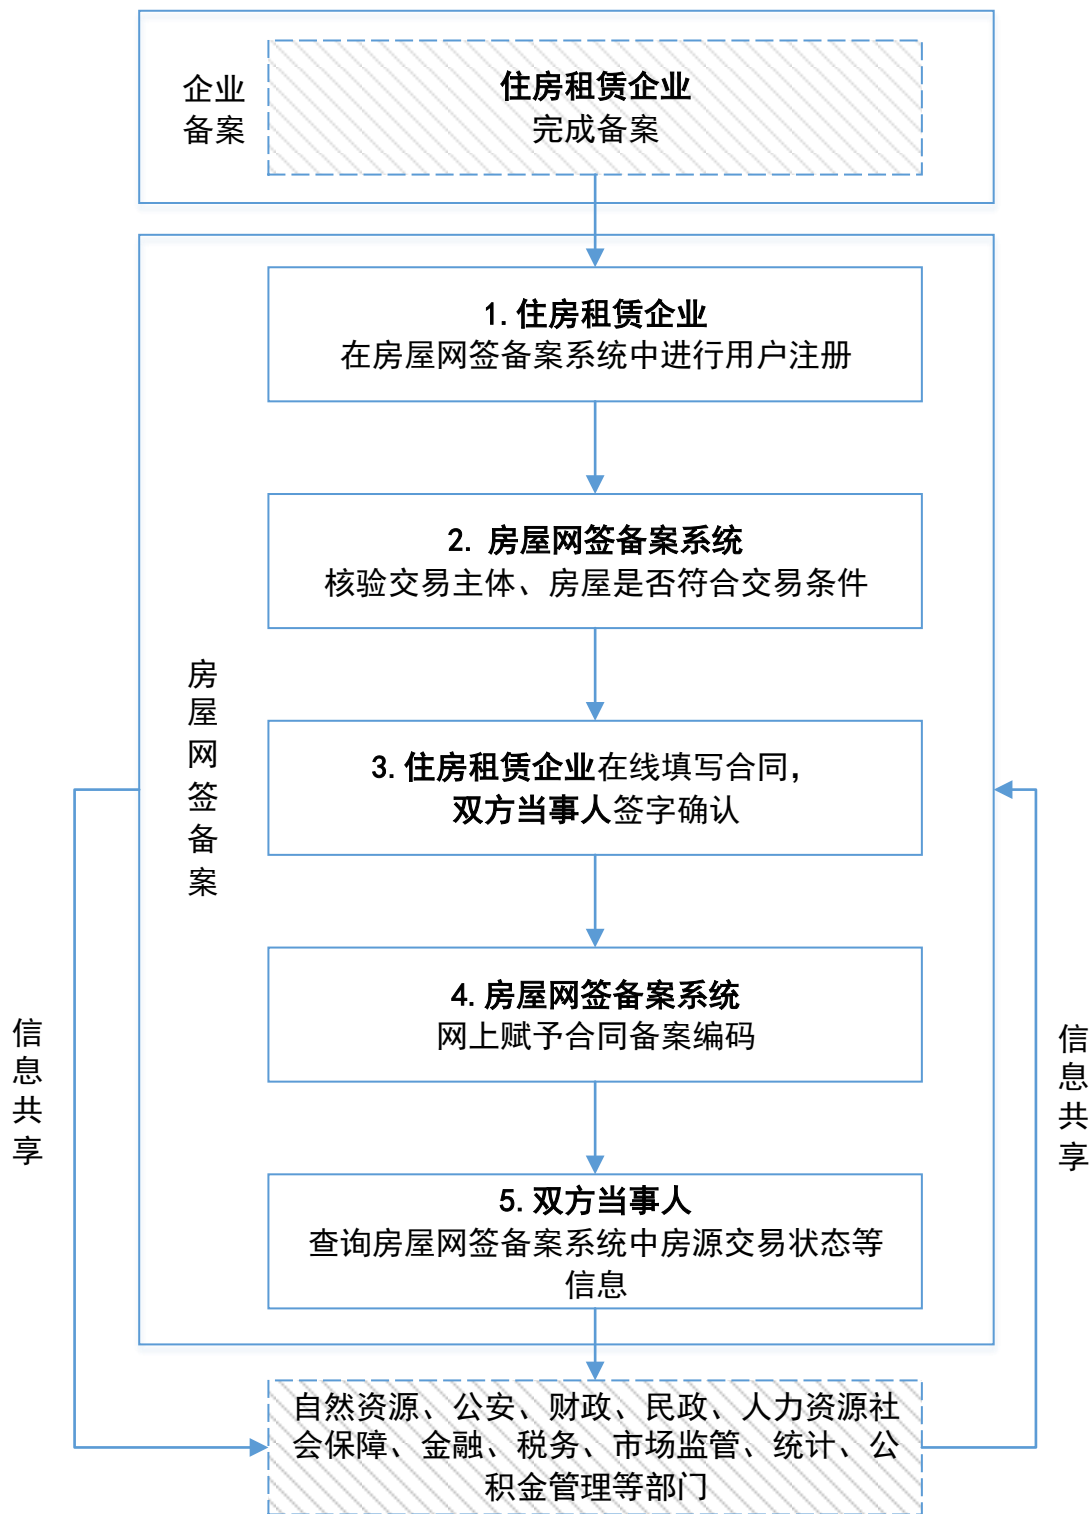 企业
备案
住房租赁企业
完成备案
1.住房租赁企业
在房屋网签备案系统中进行用户注册
2. 房屋网签备案系统
核验交易主体、房屋是否符合交易条件
房屋网签备案
3.住房租赁企业在线填写合同，
双方当事人签字确认
4.房屋网签备案系统
网上赋予合同备案编码
信息共享
信息共享
5.双方当事人
查询房屋网签备案系统中房源交易状态等
信息
自然资源、公安、财政、民政、人力资源社
会保障、金融、税务、市场监管、统计、公
积金管理等部门